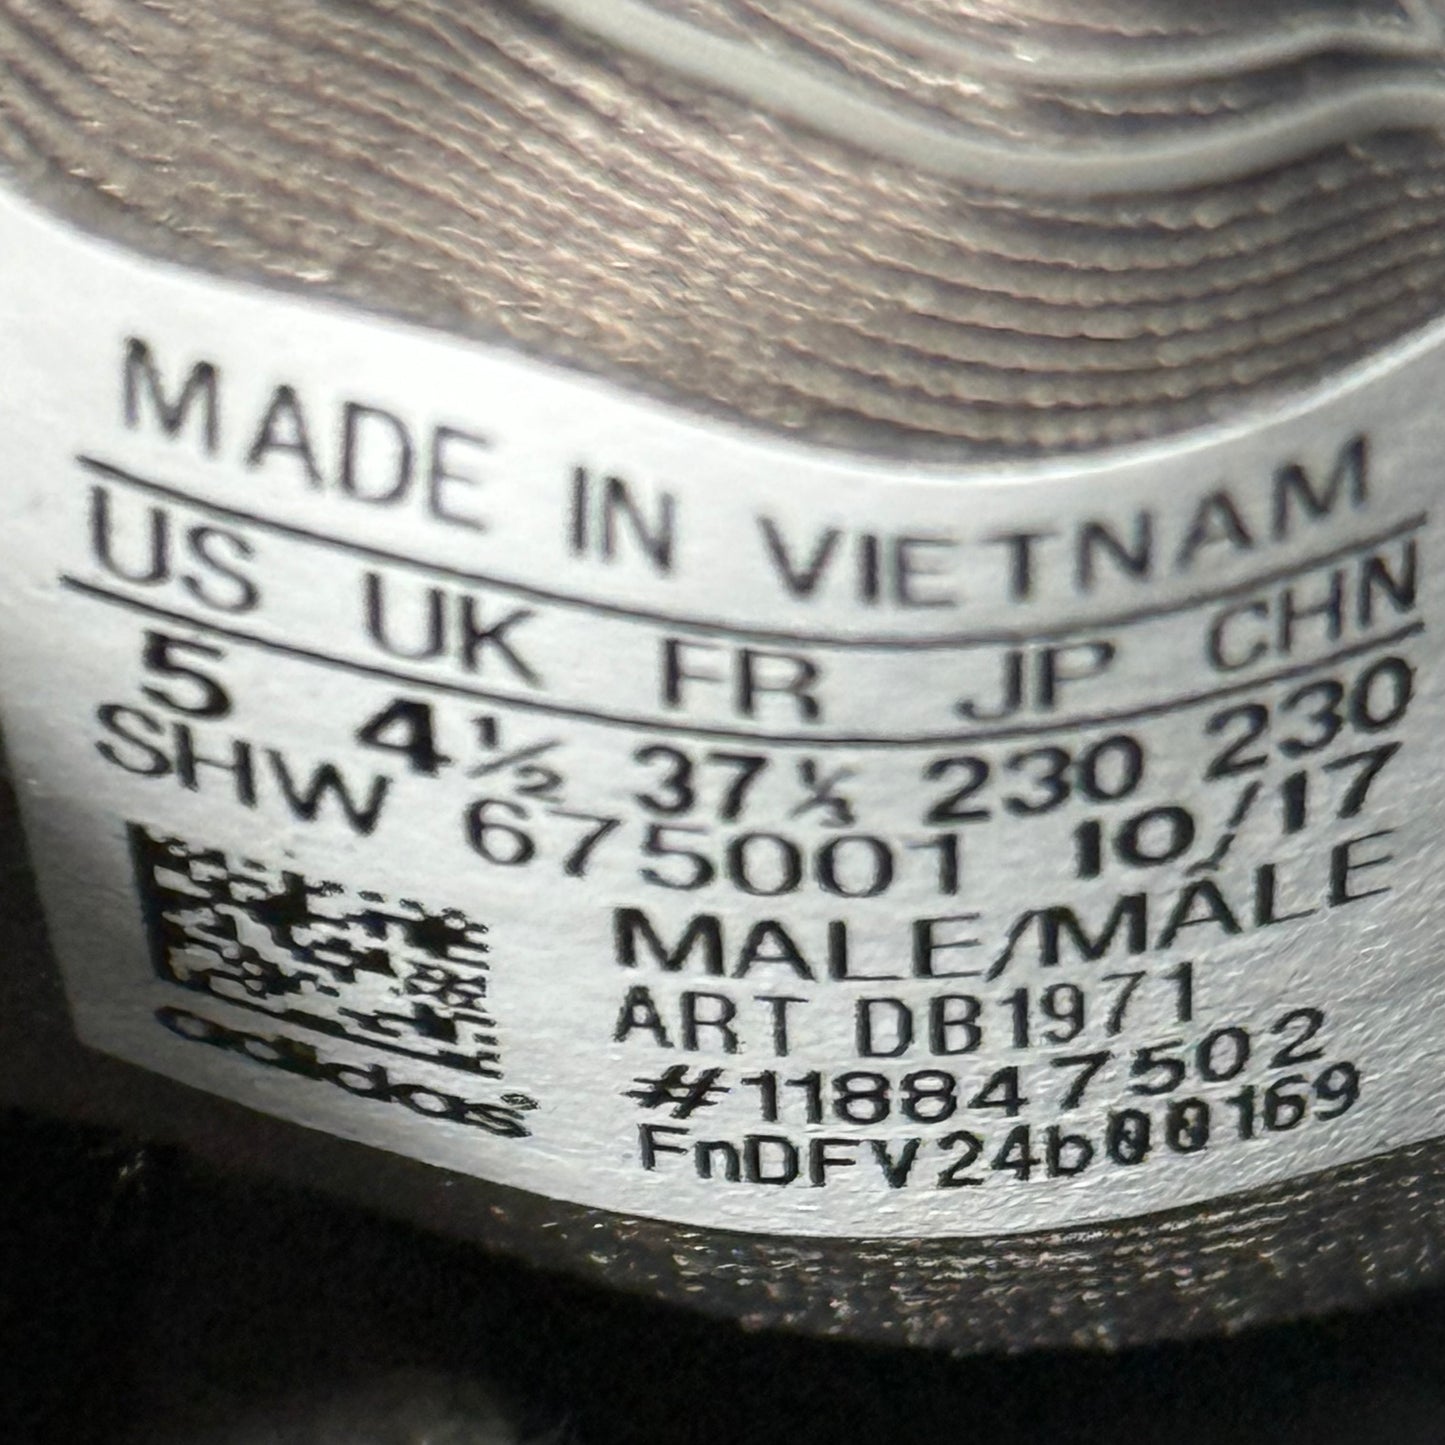 MADE IN VIETNAM
US UK FR JP CHN
5 4½ 37⅓ 230 230
SHW 675001 10/17
MALE/MÂLE
ART DB1971
#118847502
FnDFV24b00169
adidas®